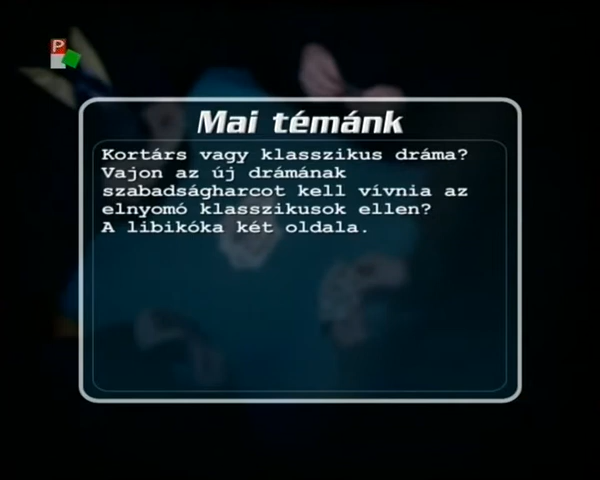 P
Mai témánk
Kortárs vagy klasszikus dráma?
Vajon az új drámának
szabadságharcot kell vívnia az
elnyomó klasszikusok ellen?
A libikóka két oldala.